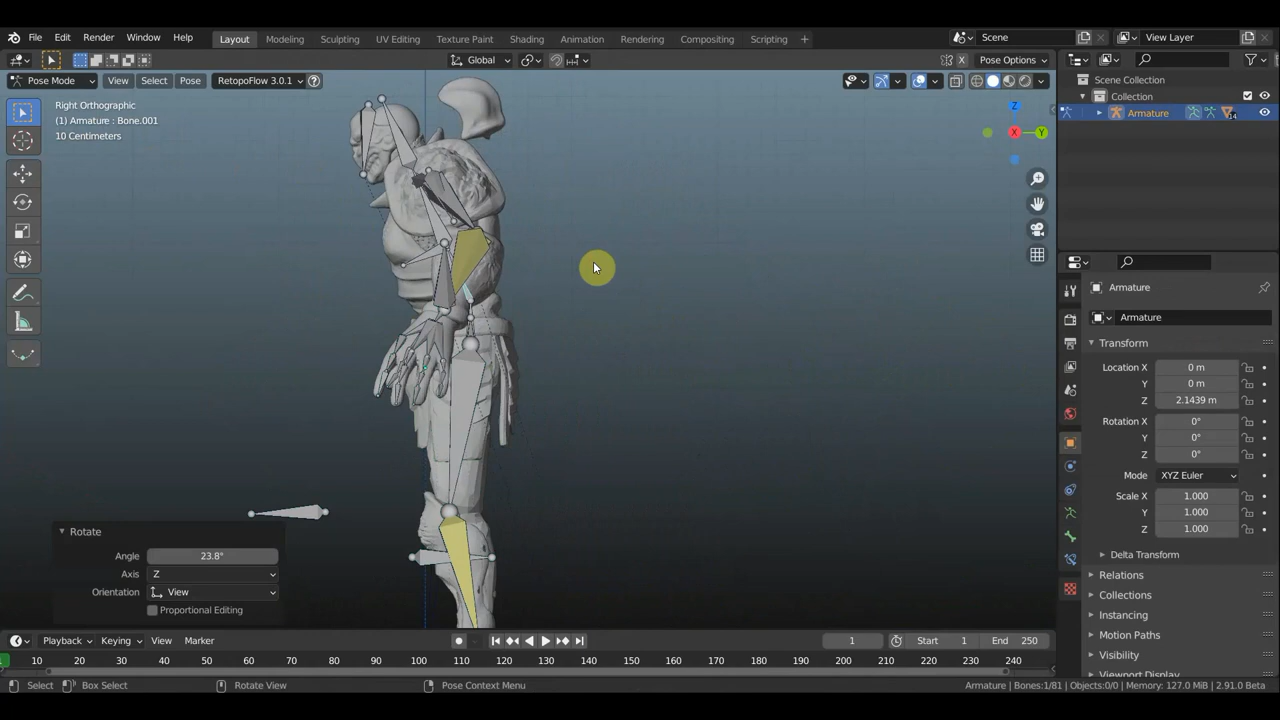 File Edit Render Window Help Layout Modeling Sculpting UV Editing Texture Paint Shading Animation Rendering Compositing Scripting + Scene View Layer
Global X Pose Options
Pose Mode View Select Pose RetopoFlow 3.0.1 ?
Right Orthographic
(1) Armature : Bone.001
10 Centimeters
Z
X
Y
Scene Collection
Collection
Armature 14
Armature
Armature
Transform
Location X 0 m
Y 0 m
Z 2.1439 m
Rotation X 0°
Y 0°
Z 0°
Mode XYZ Euler
Scale X 1.000
Y 1.000
Z 1.000
Delta Transform
Relations
Collections
Instancing
Motion Paths
Visibility
Viewport Display
Rotate
Angle 23.8°
Axis Z
Orientation View
Proportional Editing
Playback Keying View Marker 1 Start 1 End 250
10 20 30 40 50 60 70 80 90 100 110 120 130 140 150 160 170 180 190 200 210 220 230 240
Select Box Select Rotate View Pose Context Menu Armature | Bones:1/81 | Objects:0/0 | Memory: 127.0 MiB | 2.91.0 Beta